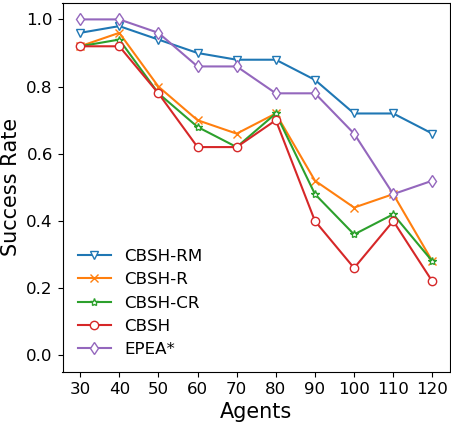 Success Rate
1.0
0.8
0.6
0.4
0.2
0.0
CBSH-RM
CBSH-R
CBSH-CR
CBSH
EPEA*
30 40 50 60 70 80 90 100 110 120
Agents